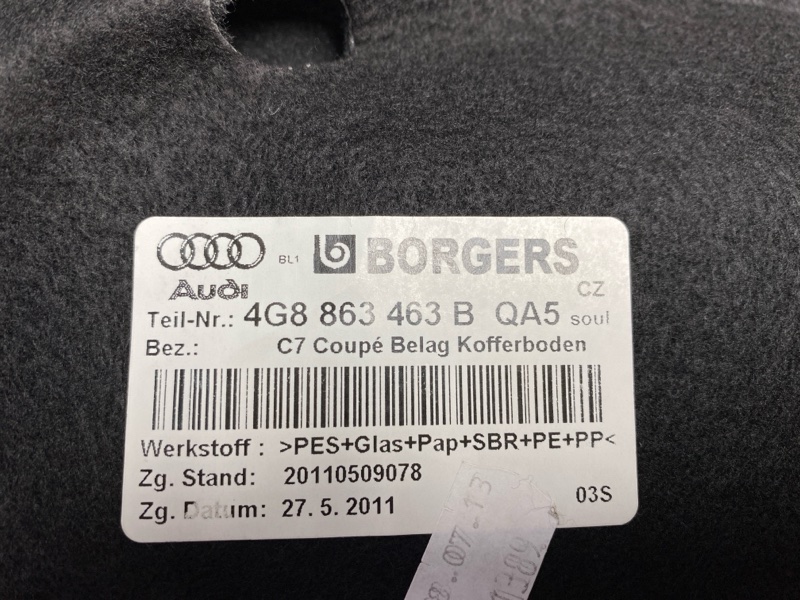 BL1 BORGERS
Audi CZ
Teil-Nr.: 4G8 863 463 B QA5 soul
Bez.: C7 Coupé Belag Kofferboden
Werkstoff : >PES+Glas+Pap+SBR+PE+PP<
Zg. Stand: 20110509078
Zg. Datum: 27. 5. 2011
03S